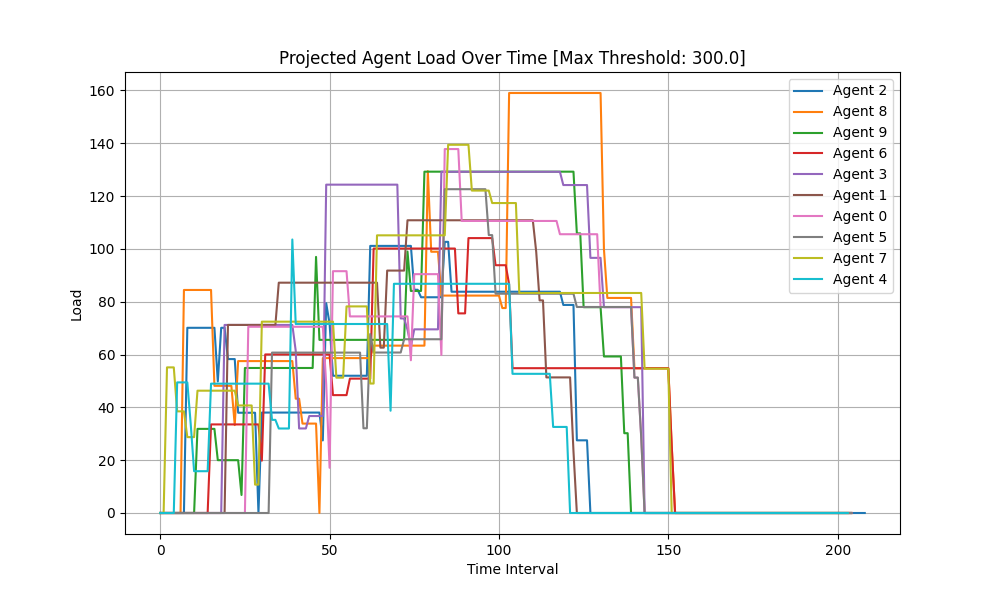 Projected Agent Load Over Time [Max Threshold: 300.0]
Load
160
140
120
100
80
60
40
20
0
0 50 100 150 200
Time Interval
Agent 2
Agent 8
Agent 9
Agent 6
Agent 3
Agent 1
Agent 0
Agent 5
Agent 7
Agent 4